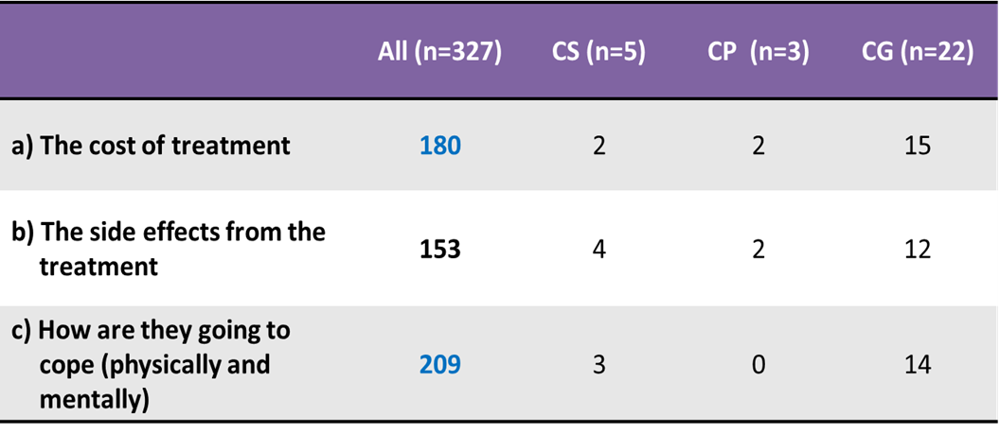 All (n=327) CS (n=5) CP (n=3) CG (n=22)
a) The cost of treatment 180 2 2 15
b) The side effects from the
treatment 153 4 2 12
c) How are they going to
cope (physically and 209 3 0 14
mentally)